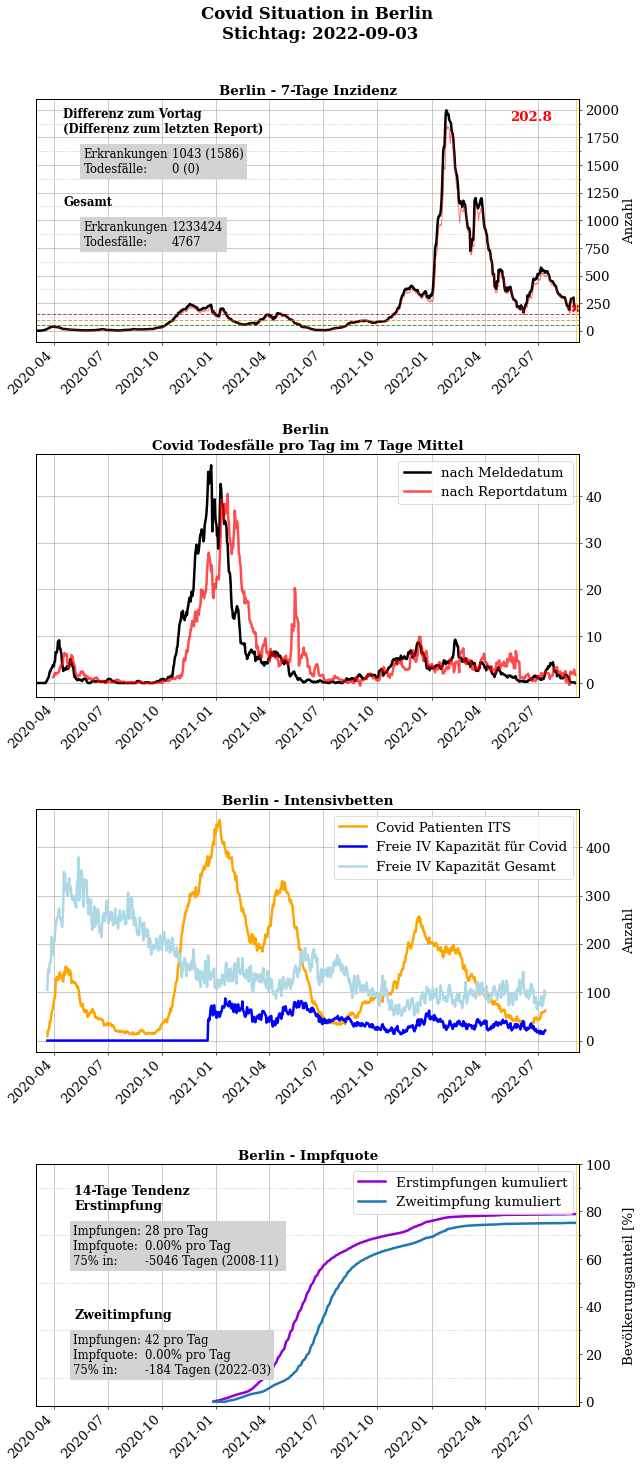 Covid Situation in Berlin
Stichtag: 2022-09-03
Berlin - 7-Tage Inzidenz
Differenz zum Vortag
(Differenz zum letzten Report)
Erkrankungen 1043 (1586)
Todesfälle: 0 (0)
Gesamt
Erkrankungen 1233424
Todesfälle: 4767
202.8
2000
1750
1500
1250
1000
750
500
250
0
Anzahl
2020-04
2020-07
2020-10
2021-01
2021-04
2021-07
2021-10
2022-01
2022-04
2022-07
Berlin
Covid Todesfälle pro Tag im 7 Tage Mittel
nach Meldedatum
nach Reportdatum
40
30
20
10
0
2020-04
2020-07
2020-10
2021-01
2021-04
2021-07
2021-10
2022-01
2022-04
2022-07
Berlin - Intensivbetten
Covid Patienten ITS
Freie IV Kapazität für Covid
Freie IV Kapazität Gesamt
400
300
200
100
0
Anzahl
2020-04
2020-07
2020-10
2021-01
2021-04
2021-07
2021-10
2022-01
2022-04
2022-07
Berlin - Impfquote
14-Tage Tendenz
Erstimpfung
Impfungen: 28 pro Tag
Impfquote: 0.00% pro Tag
75% in: -5046 Tagen (2008-11)
Zweitimpfung
Impfungen: 42 pro Tag
Impfquote: 0.00% pro Tag
75% in: -184 Tagen (2022-03)
Erstimpfungen kumuliert
Zweitimpfung kumuliert
100
80
60
40
20
0
Bevölkerungsanteil [%]
2020-04
2020-07
2020-10
2021-01
2021-04
2021-07
2021-10
2022-01
2022-04
2022-07